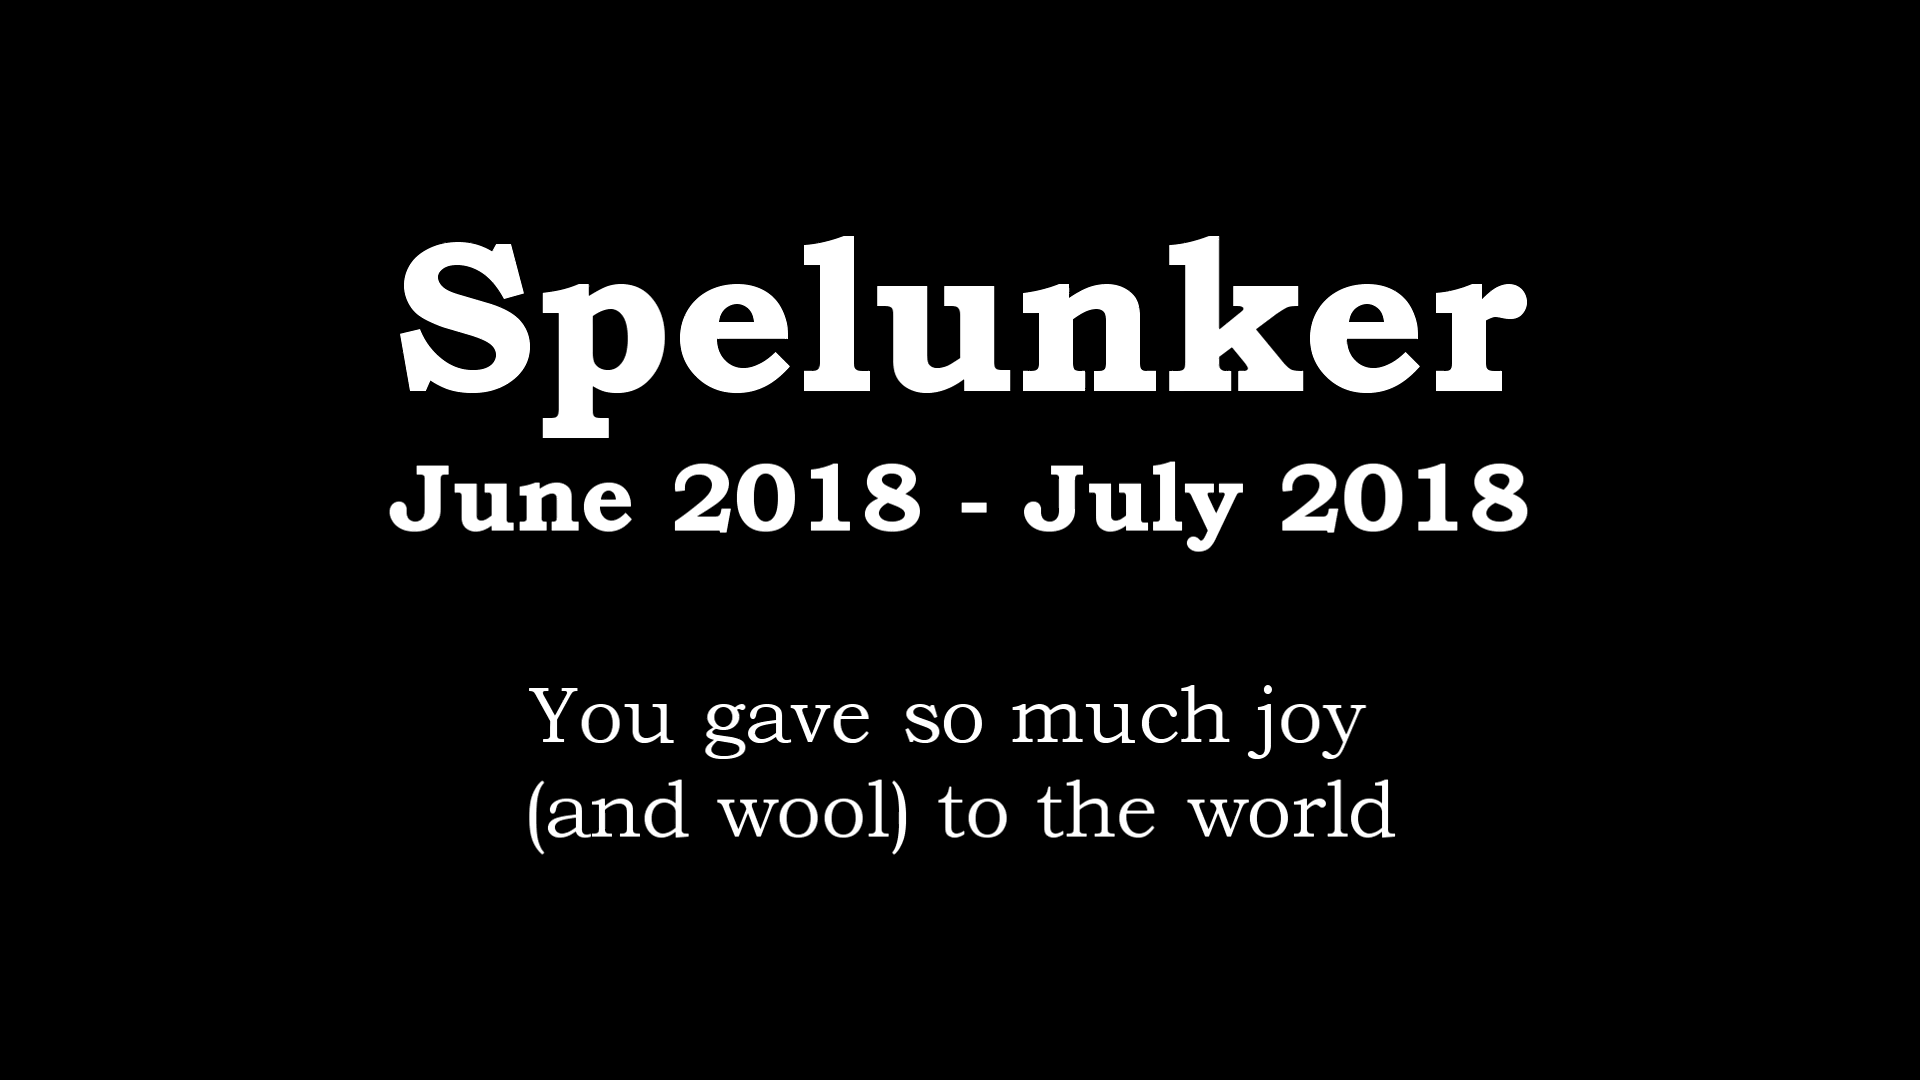 Spelunker
June 2018 - July 2018
You gave so much joy
(and wool) to the world